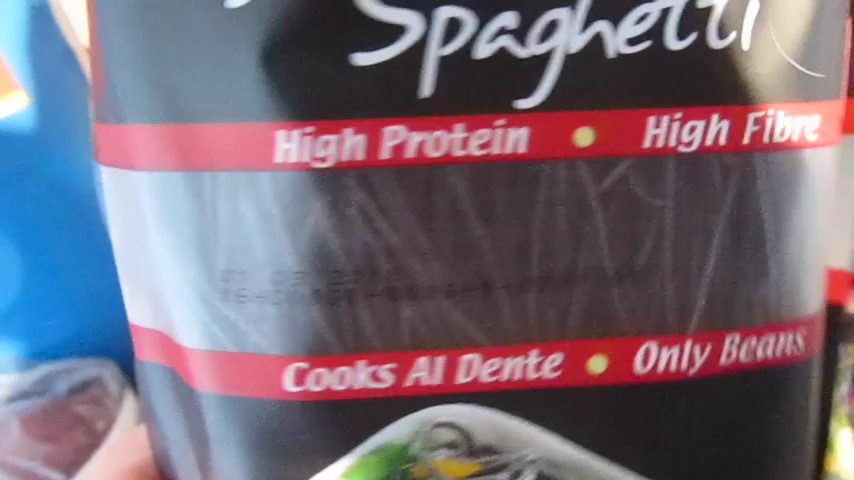 Spaghetti
High Protein • High Fibre
Cooks Al Dente • Only Beans